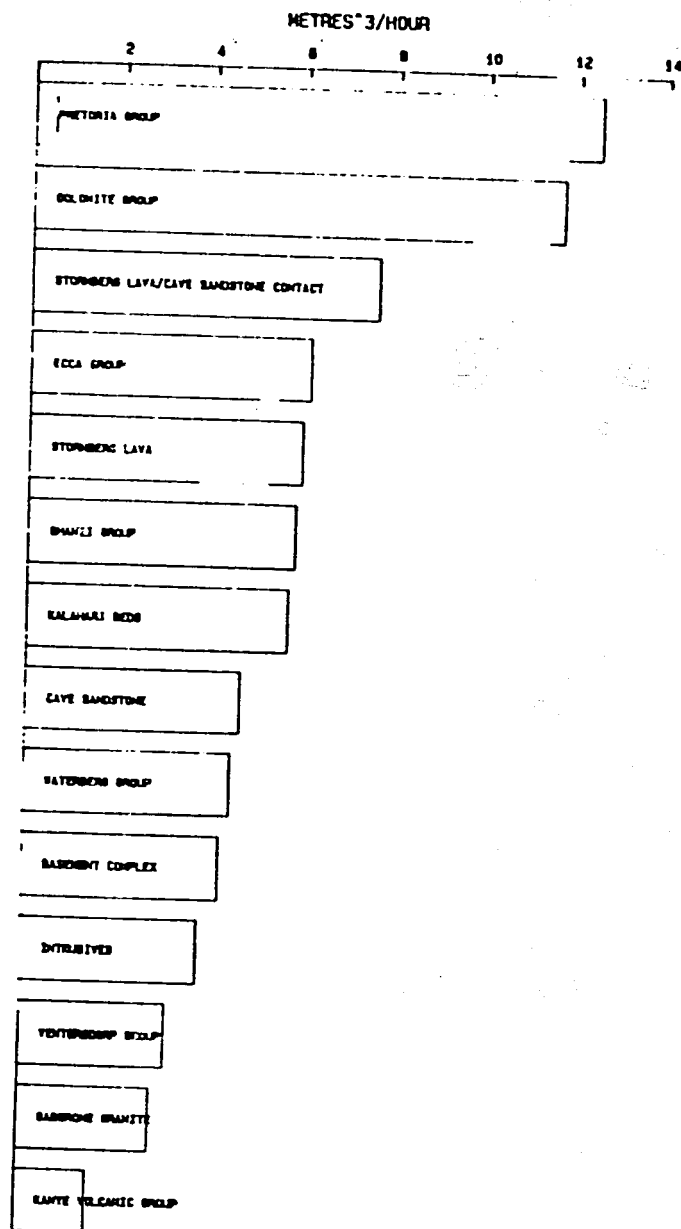 METRES^3/HOUR
2 4 6 8 10 12 14
PRETORIA GROUP
DOLOMITE GROUP
STORMBERG LAVA/CAVE SANDSTONE CONTACT
ECCA GROUP
STORMBERG LAVA
GHANZI GROUP
KALAHARI BEDS
CAVE SANDSTONE
WATERBERG GROUP
BASEMENT COMPLEX
INTRUSIVES
VENTERSDORP GROUP
GABORONE GRANITE
KANYE VOLCANIC GROUP